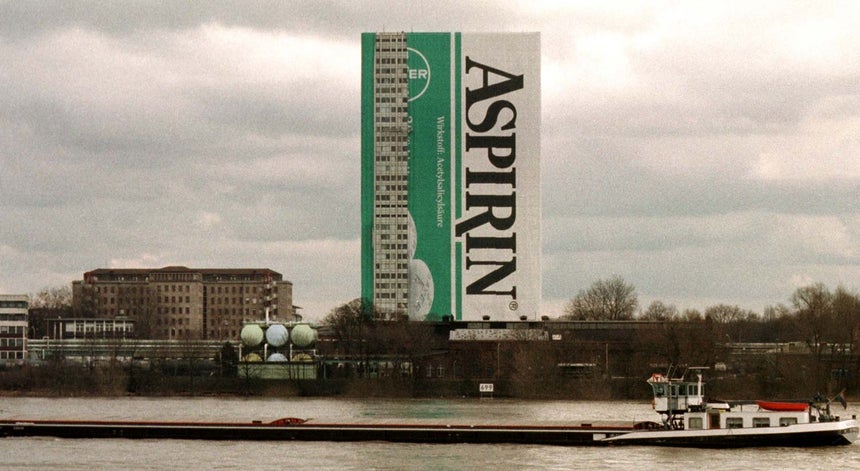 ER
Wirkstoff: Acetylsalicylsäure
ASPIRIN®
699